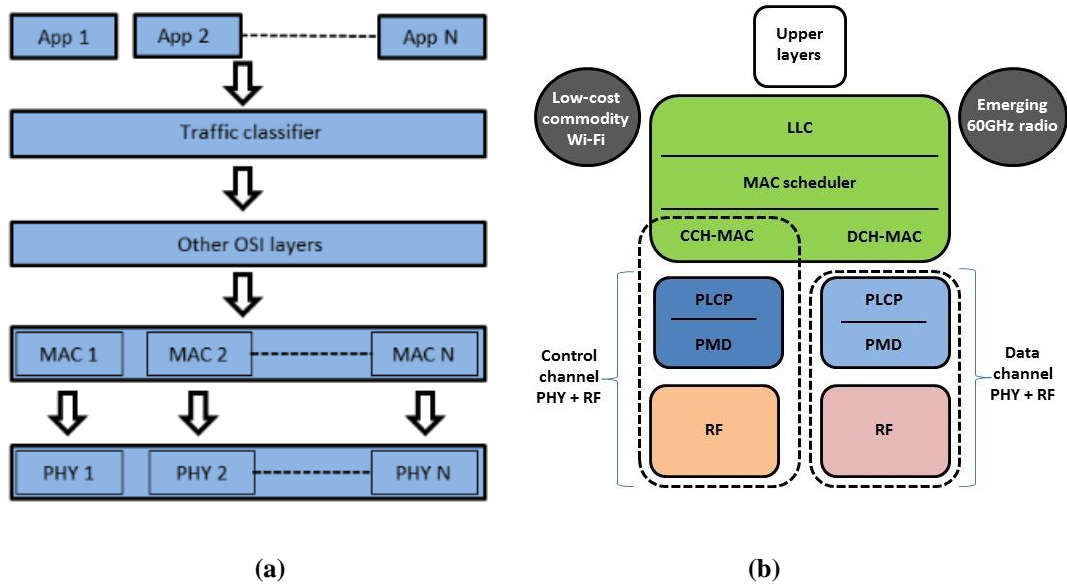 App 1
App 2
App N
Traffic classifier
Other OSI layers
MAC 1
MAC 2
MAC N
PHY 1
PHY 2
PHY N
(a)
Upper
layers
Low-cost
commodity
Wi-Fi
Emerging
60GHz radio
LLC
MAC scheduler
CCH-MAC
DCH-MAC
PLCP
PMD
PLCP
PMD
Control
channel
PHY + RF
Data
channel
PHY + RF
RF
RF
(b)